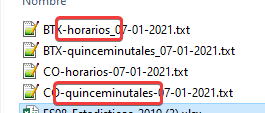 Nombre
BTX-horarios_07-01-2021.txt
BTX-quinceminutales_07-01-2021.txt
CO-horarios-07-01-2021.txt
CO-quinceminutales-07-01-2021.txt